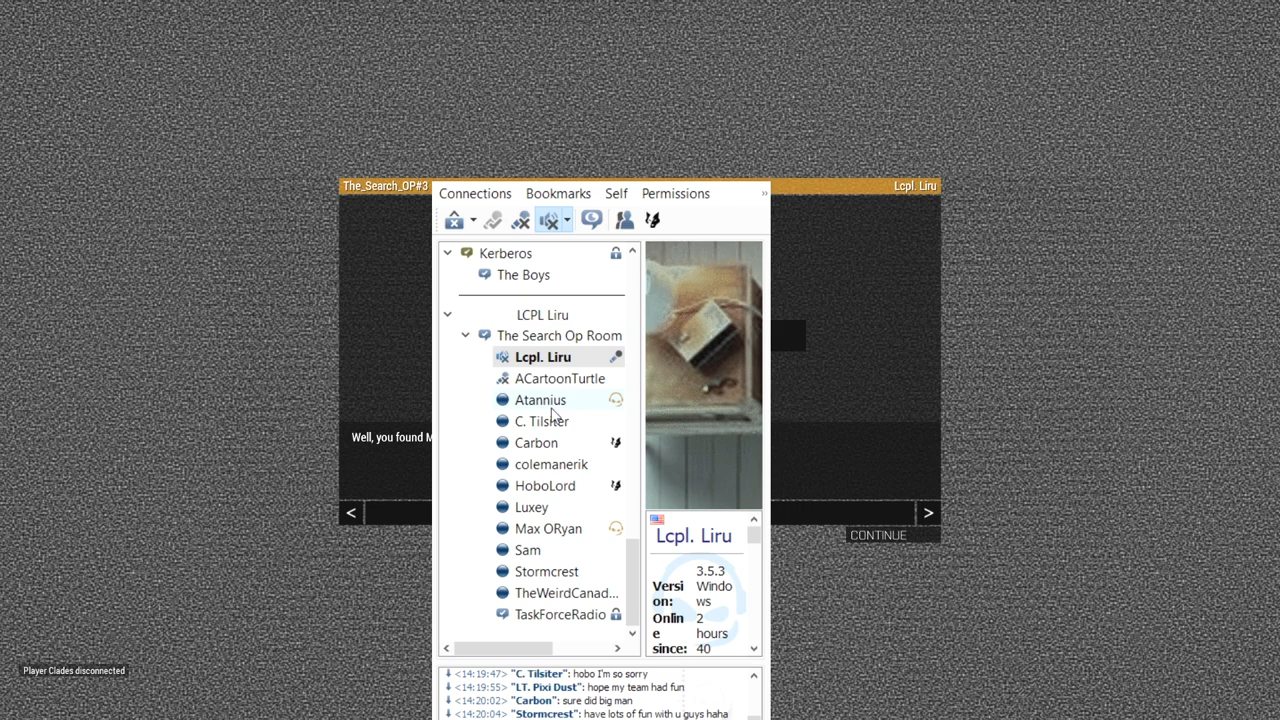 The_Search_OP#3
Lcpl. Liru
Connections Bookmarks Self Permissions »
Kerberos
The Boys
LCPL Liru
The Search Op Room
Lcpl. Liru
ACartoonTurtle
Atannius
C. Tilsiter
Carbon
colemanerik
HoboLord
Luxey
Max ORyan
Sam
Stormcrest
TheWeirdCanad...
TaskForceRadio
Well, you found M
<
>
CONTINUE
Lcpl. Liru
Versi on: 3.5.3 Windo ws
Onlin e since: 2 hours 40
Player Clades disconnected
<14:19:47> "C. Tilsiter": hobo I'm so sorry
<14:19:55> "LT. Pixi Dust": hope my team had fun
<14:20:02> "Carbon": sure did big man
<14:20:04> "Stormcrest": have lots of fun with u guys haha